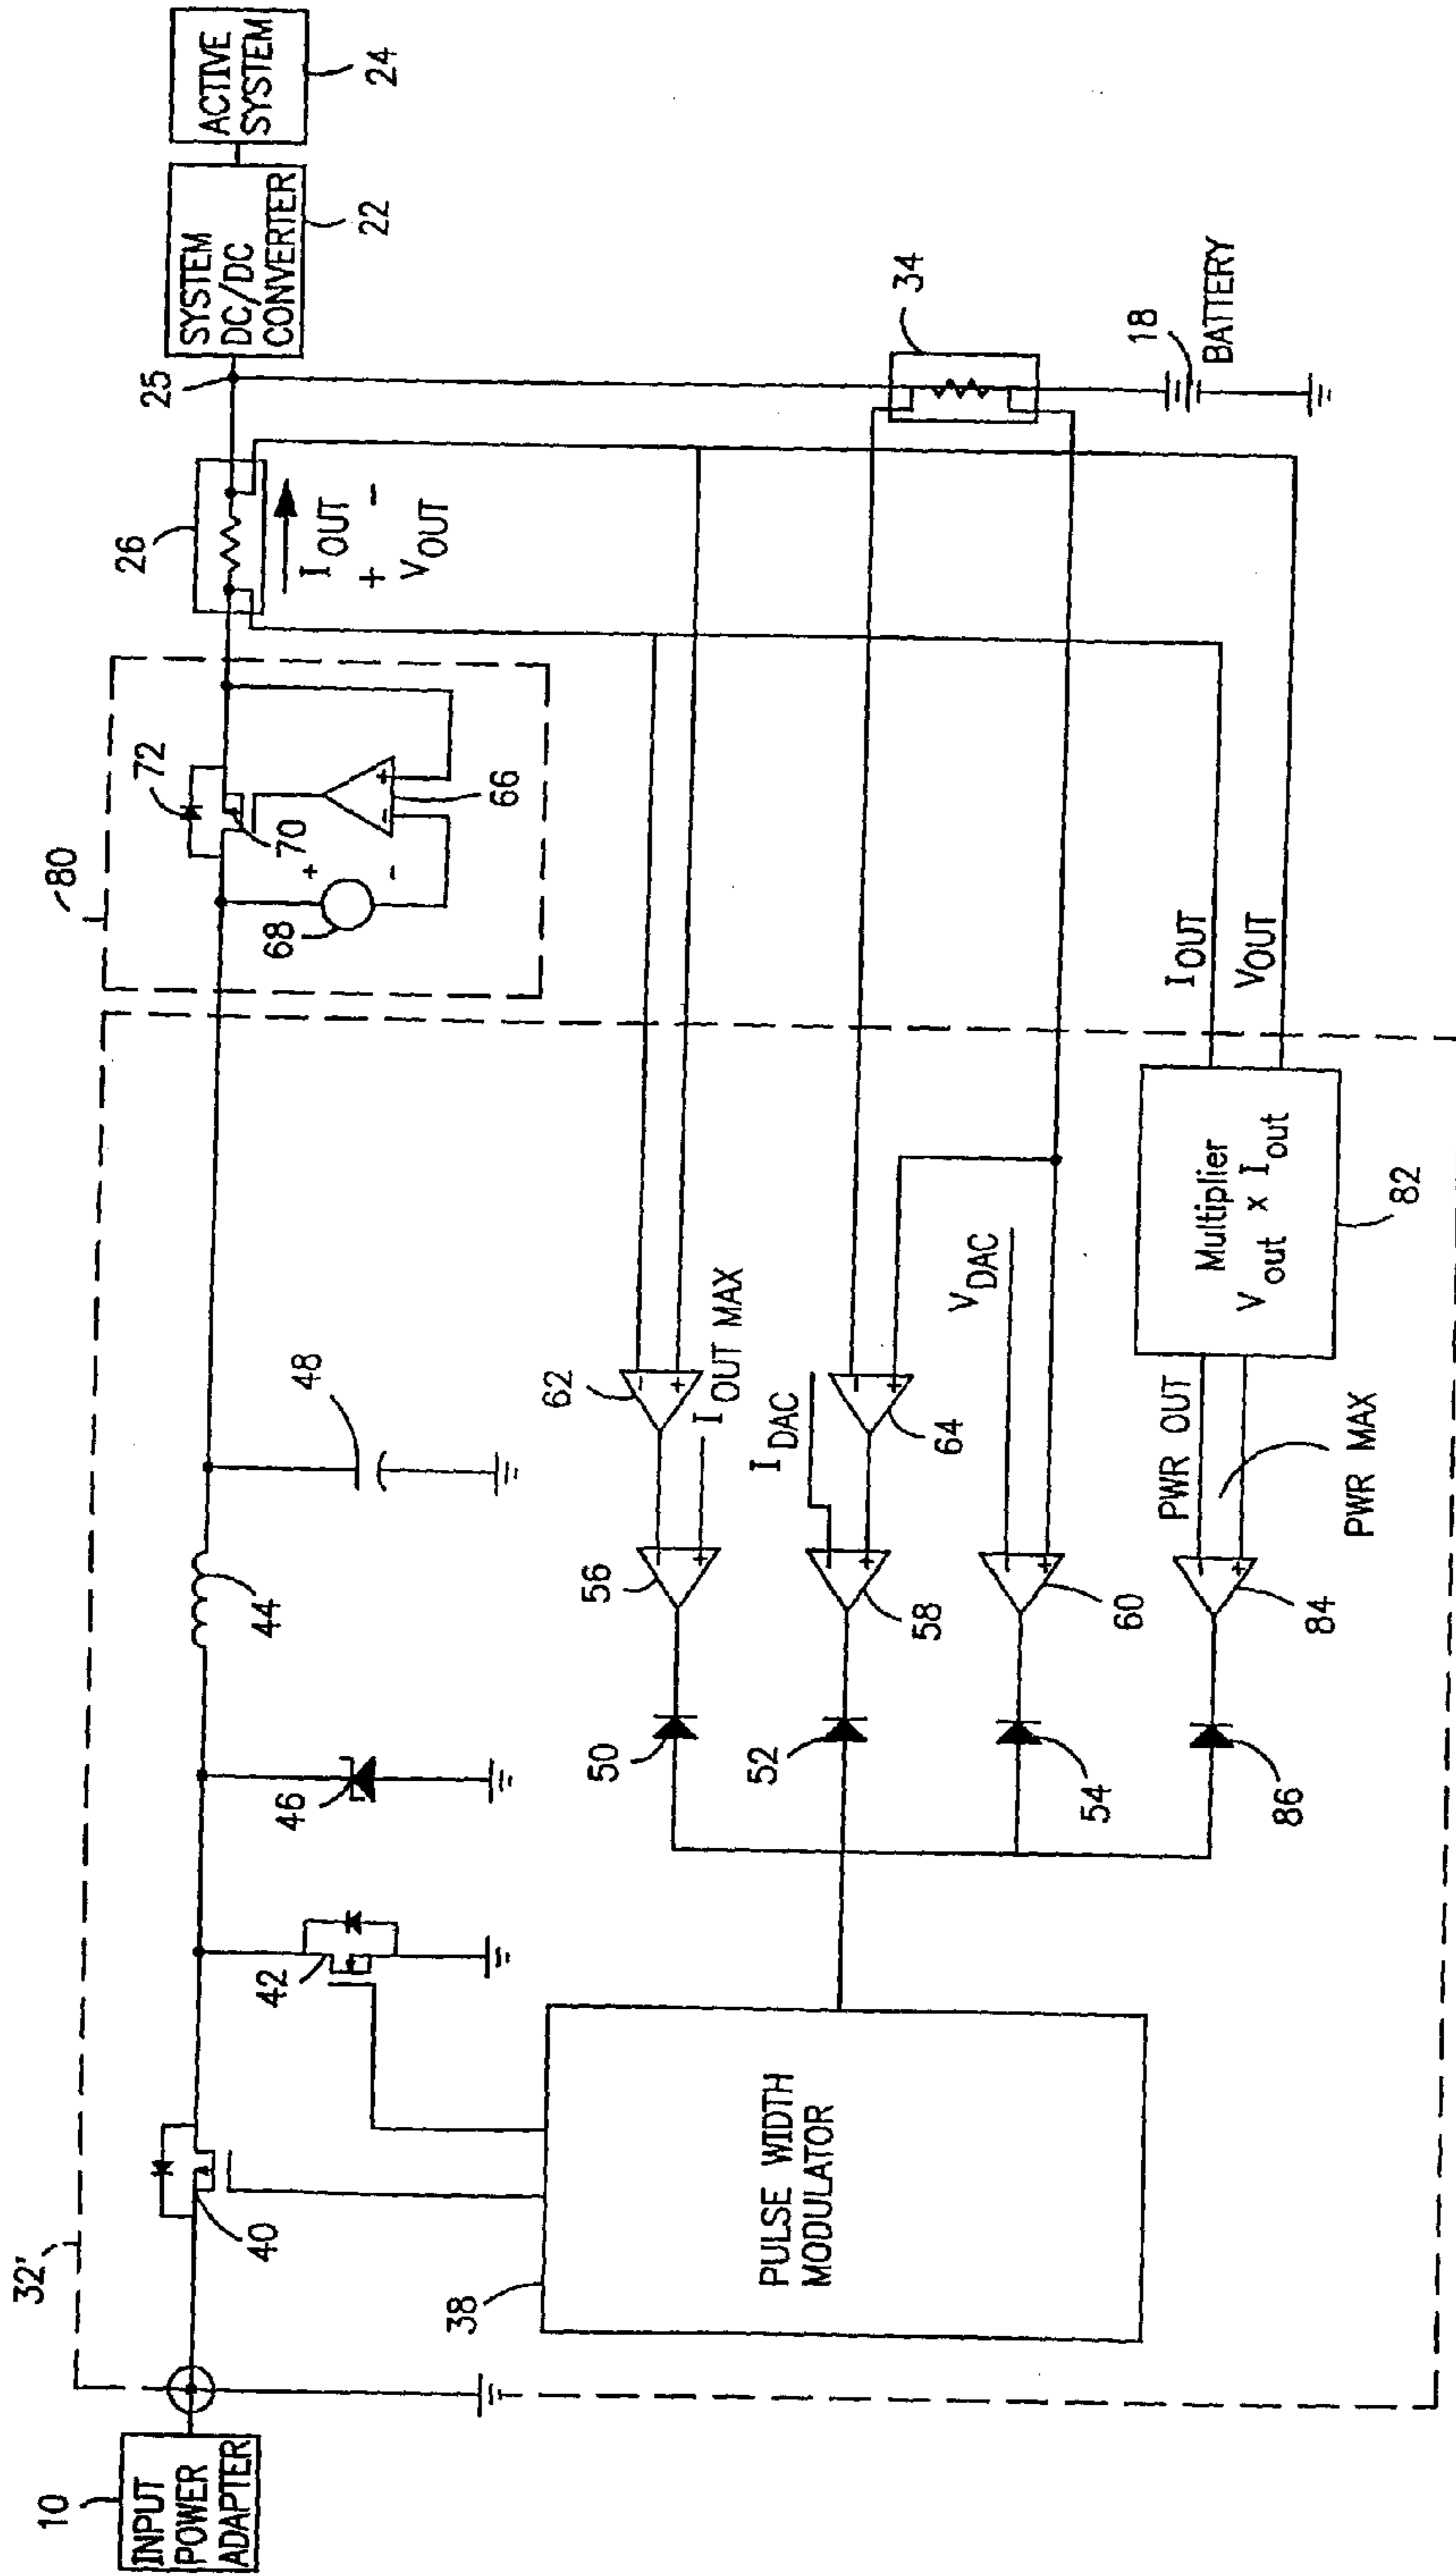 10
INPUT
POWER
ADAPTER
32'
40
42
46
44
48
80
68
+
-
70
72
66
-
+
26
I OUT
+ -
V OUT
25
SYSTEM
DC/DC
CONVERTER
22
ACTIVE
SYSTEM
24
34
18
BATTERY
38
PULSE WIDTH
MODULATOR
50
52
54
86
56
-
+
58
-
+
60
-
+
84
-
+
62
-
+
I OUT MAX
I DAC
64
-
+
V DAC
PWR OUT
PWR MAX
Multiplier
V out x I out
82
I OUT
V OUT